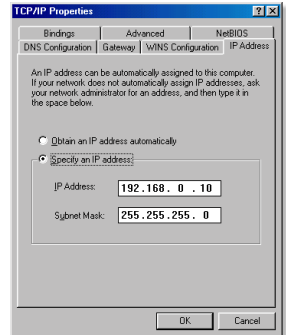 TCP/IP Properties
Bindings Advanced NetBIOS
DNS Configuration Gateway WINS Configuration IP Address
An IP address can be automatically assigned to this computer.
If your network does not automatically assign IP addresses, ask
your network administrator for an address, and then type it in
the space below.
Obtain an IP address automatically
Specify an IP address:
IP Address: 192.168. 0 .10
Subnet Mask: 255.255.255. 0
OK Cancel